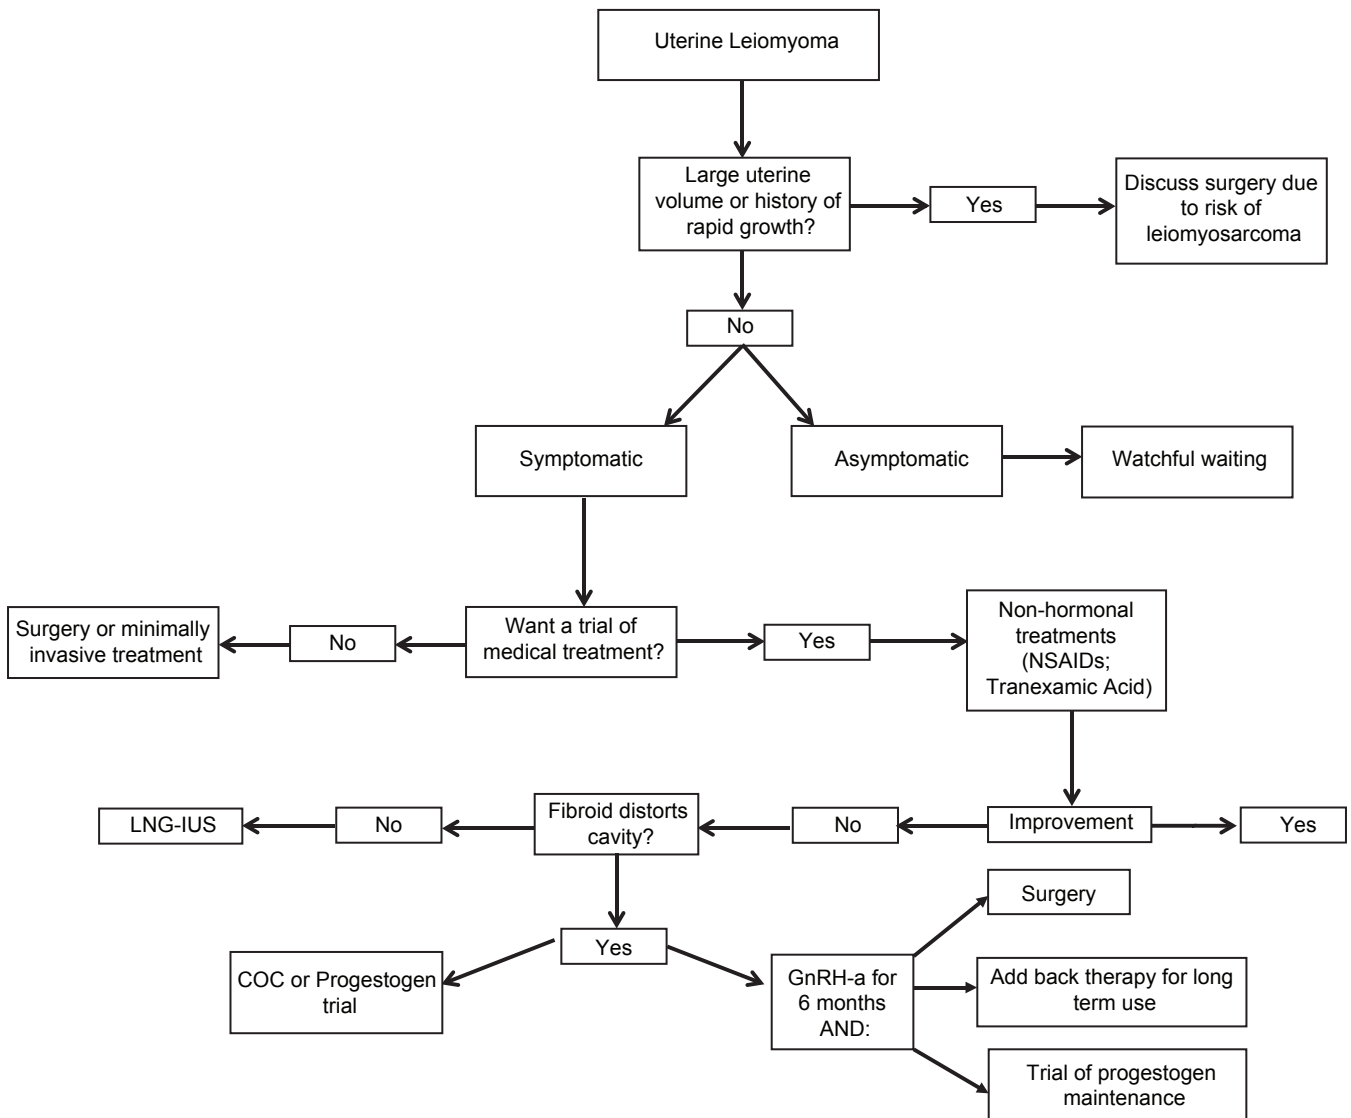 Uterine Leiomyoma
Large uterine
volume or history of
rapid growth?
Yes
Discuss surgery due
to risk of
leiomyosarcoma
No
Symptomatic
Asymptomatic
Watchful waiting
Surgery or minimally
invasive treatment
No
Want a trial of
medical treatment?
Yes
Non-hormonal
treatments
(NSAIDs;
Tranexamic Acid)
LNG-IUS
No
Fibroid distorts
cavity?
No
Improvement
Yes
Yes
COC or Progestogen
trial
GnRH-a for
6 months
AND:
Surgery
Add back therapy for long
term use
Trial of progestogen
maintenance